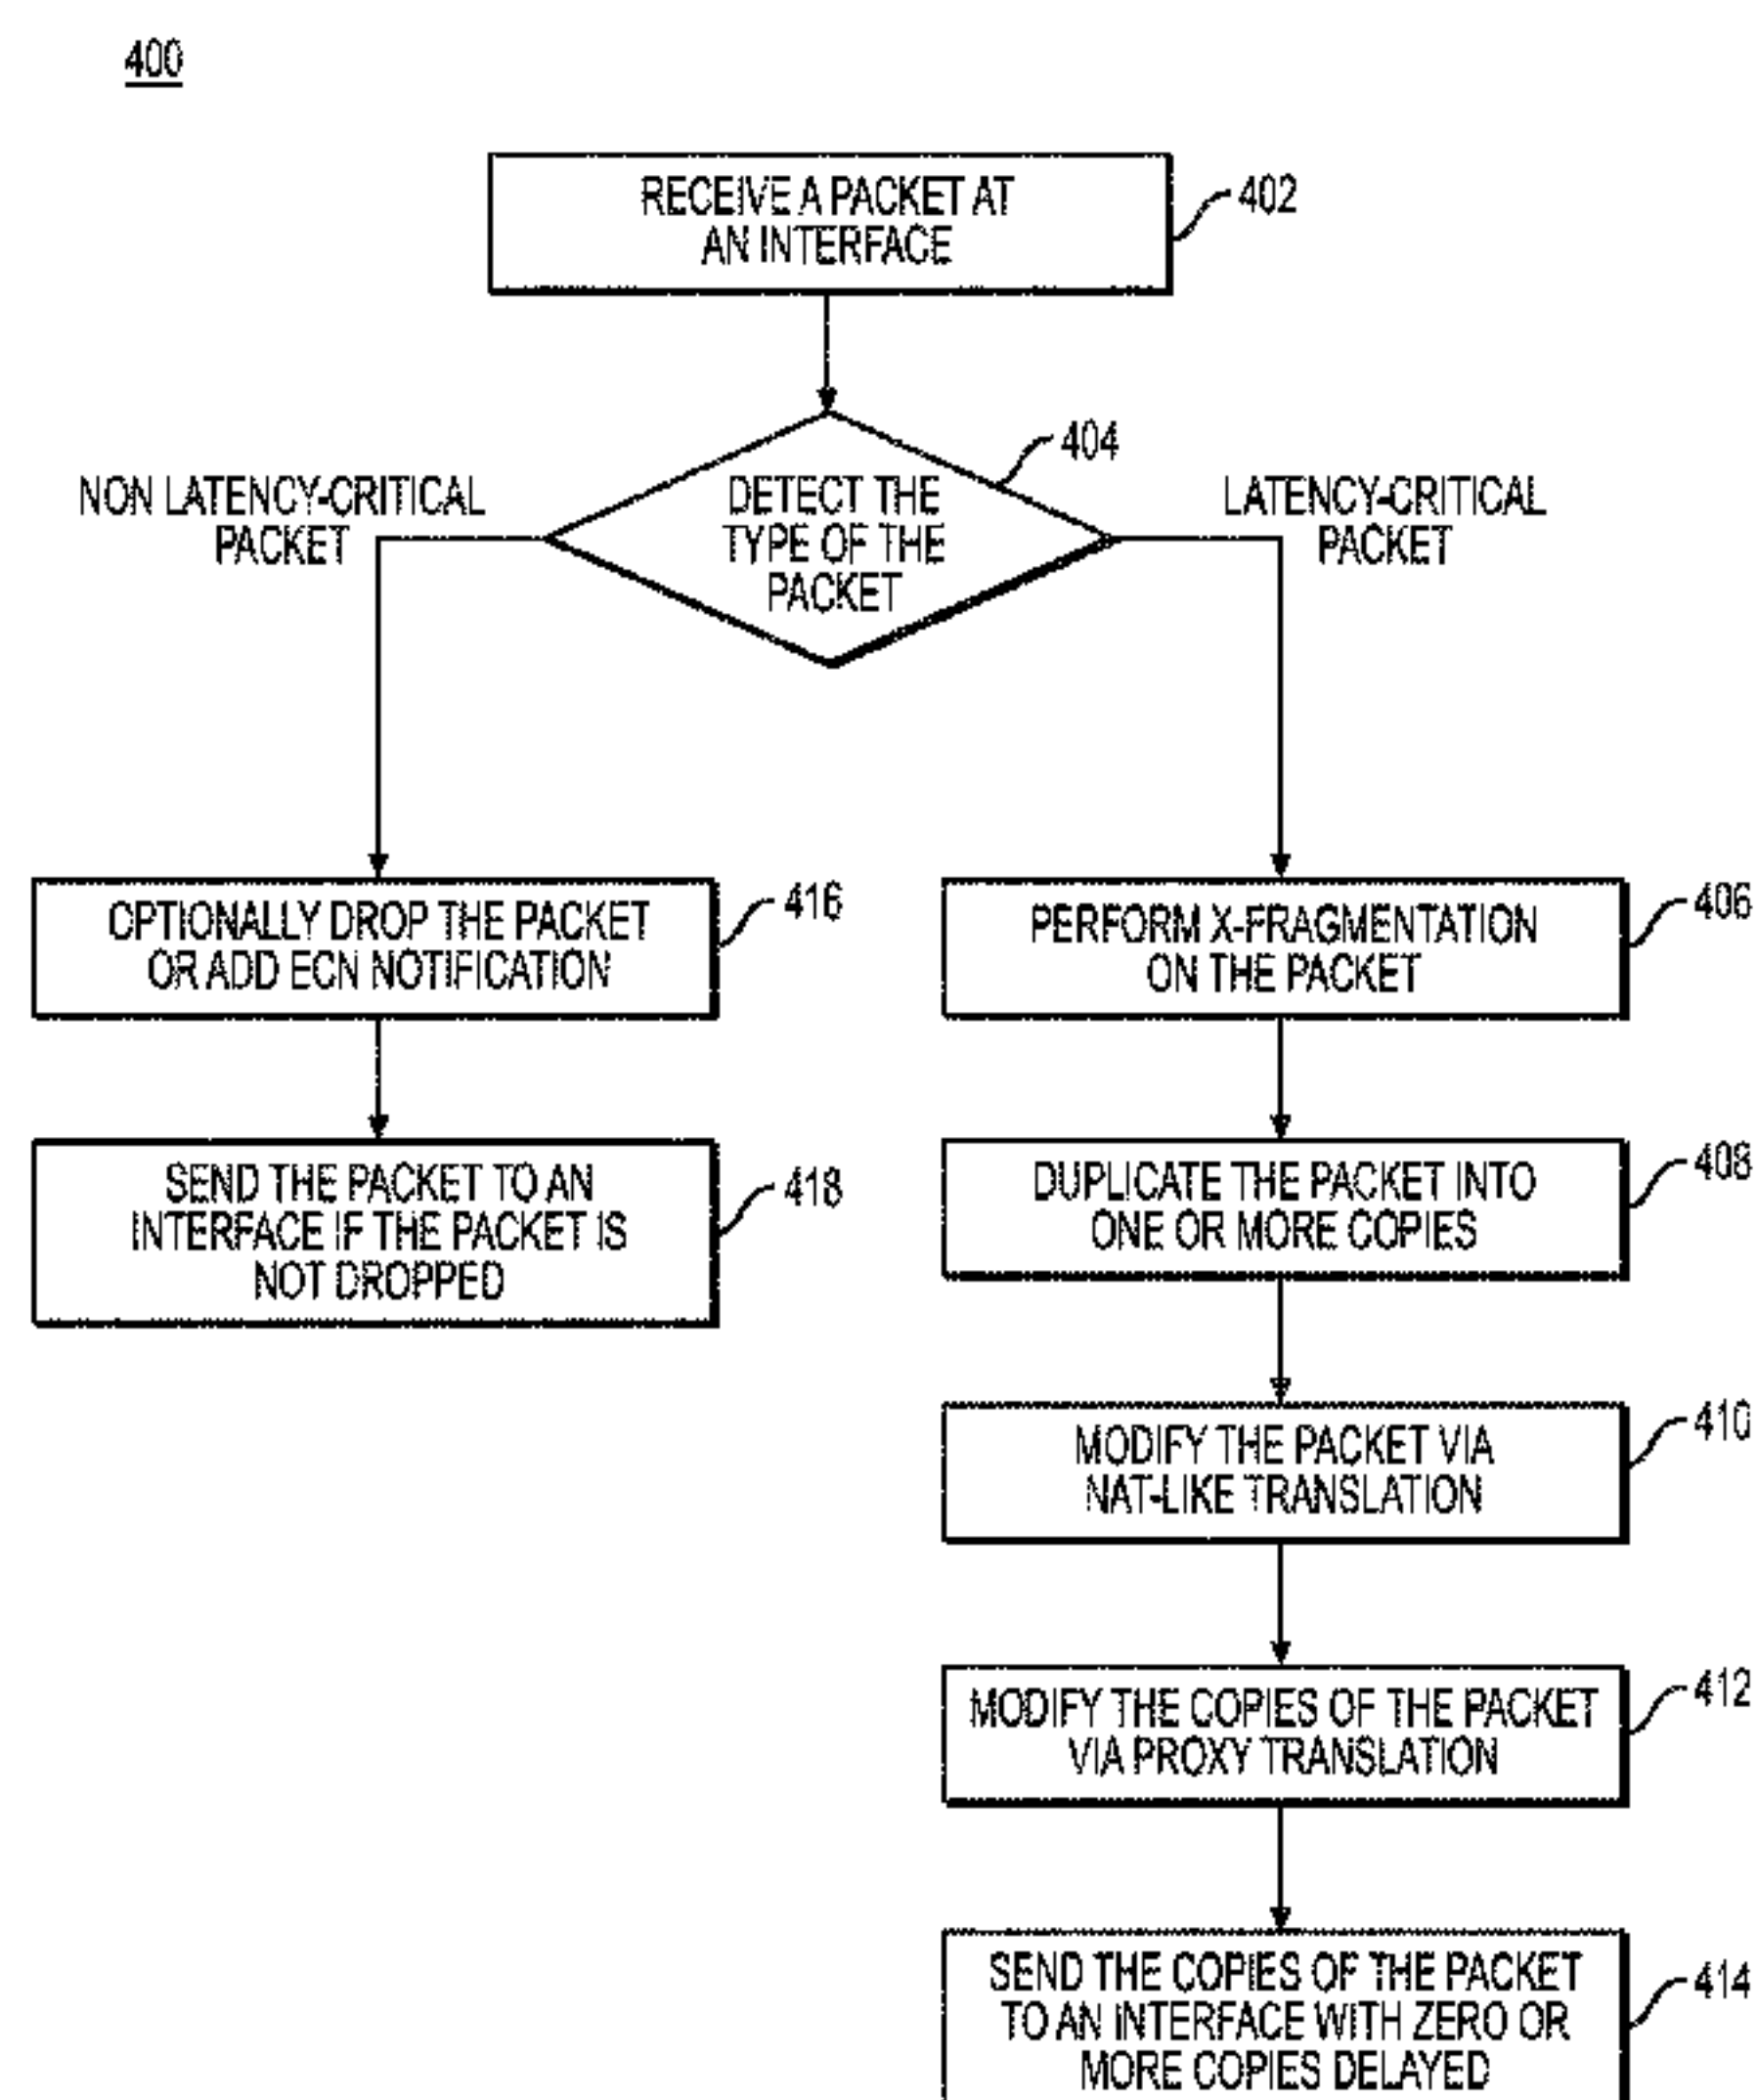 400
RECEIVE A PACKET AT
AN INTERFACE
402
404
NON LATENCY-CRITICAL
PACKET
DETECT THE
TYPE OF THE
PACKET
LATENCY-CRITICAL
PACKET
OPTIONALLY DROP THE PACKET
OR ADD ECN NOTIFICATION
416
PERFORM X-FRAGMENTATION
ON THE PACKET
406
SEND THE PACKET TO AN
INTERFACE IF THE PACKET IS
NOT DROPPED
418
DUPLICATE THE PACKET INTO
ONE OR MORE COPIES
408
MODIFY THE PACKET VIA
NAT-LIKE TRANSLATION
410
MODIFY THE COPIES OF THE PACKET
VIA PROXY TRANSLATION
412
SEND THE COPIES OF THE PACKET
TO AN INTERFACE WITH ZERO OR
MORE COPIES DELAYED
414